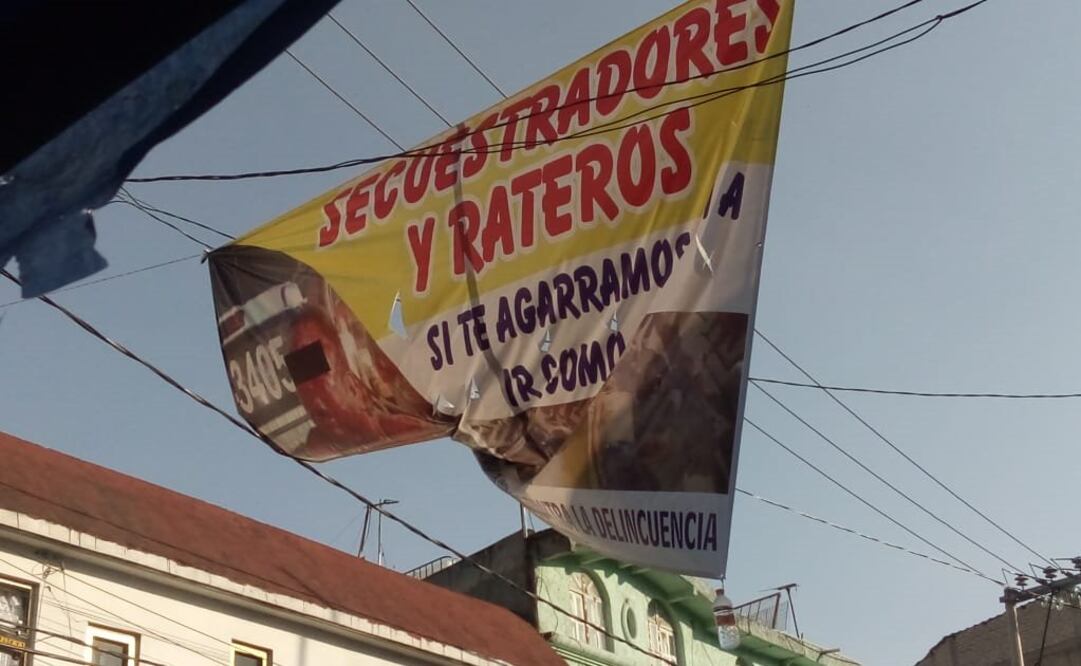 SECUESTRADORES
Y RATEROS
SI TE AGARRAMOS
A
IR COMO
3405
LA DELINCUENCIA